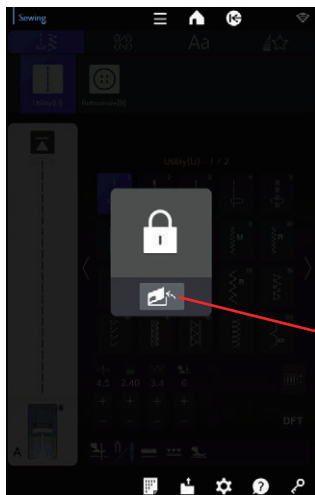 Sewing
Aa
Utility(U) Buttonhole(B)
Utility(U) - 1 / 2
4.5 2.40 3.4 6
DFT
A